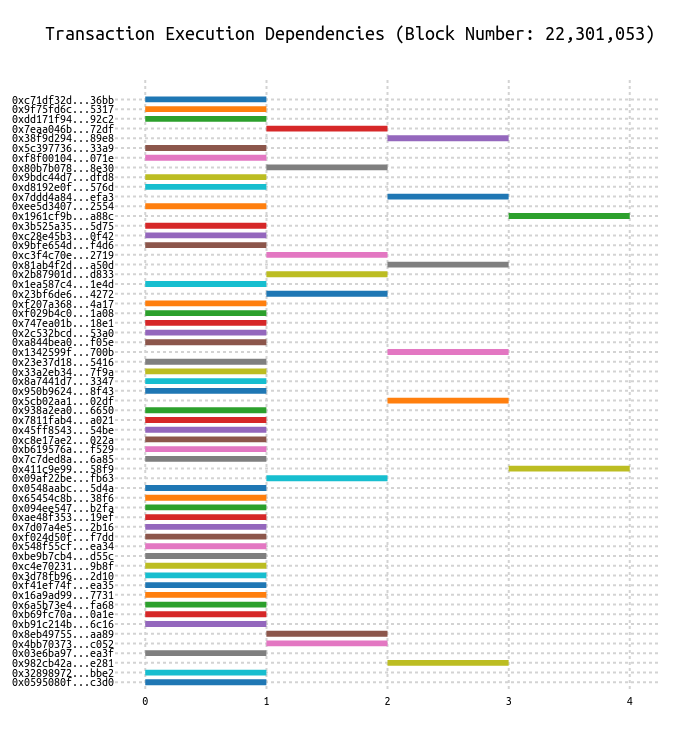 Transaction Execution Dependencies (Block Number: 22,301,053)
0xc71df32d...36bb
0x9f75fd6c...5317
0xdd171f94...92c2
0x7eaa046b...72df
0x38f9d294...89e8
0x5c397736...33a9
0xf8f00104...071e
0x80b7b078...8e30
0x9bdc44d7...dfd8
0xd8192e0f...576d
0x7ddd4a84...efa3
0xee5d3407...2554
0x1961cf9b...a88c
0x3b525a35...5d75
0xc28e45b3...0f42
0x9bfe654d...f4d6
0xc3f4c70e...2719
0x81ab4f2d...a50d
0x2b87901d...d833
0x1ea587c4...1e4d
0x23bf6de6...4272
0xf207a368...4a17
0xf029b4c0...1a08
0x747ea01b...18e1
0x2c532bcd...53a0
0xa844bea0...f05e
0x1342599f...700b
0x23e37d18...5416
0x33a2eb34...7f9a
0x8a7441d7...3347
0x950b9624...8f43
0x5cb02aa1...02df
0x938a2ea0...6650
0x7811fab4...a021
0x45ff8543...54be
0xc8e17ae2...022a
0xb619576a...f529
0x7c7ded8a...6a85
0x411c9e99...58f9
0x09af22be...fb63
0x0548aabc...5d4a
0x65454c8b...38f6
0x094ee547...b2fa
0xae48f353...19ef
0x7d07a4e5...2b16
0xf024d50f...f7dd
0x548f55cf...ea34
0xbe9b7cb4...d55c
0xc4e70231...9b8f
0x3d78fb96...2d10
0xf41ef74f...ea35
0x16a9ad99...7731
0x6a5b73e4...fa68
0xb69fc70a...0a1e
0xb91c214b...6c16
0x8eb49755...aa89
0x4bb70373...c052
0x03e6ba97...ea3f
0x982cb42a...e281
0x32898972...bbe2
0x0595080f...c3d0
0 1 2 3 4